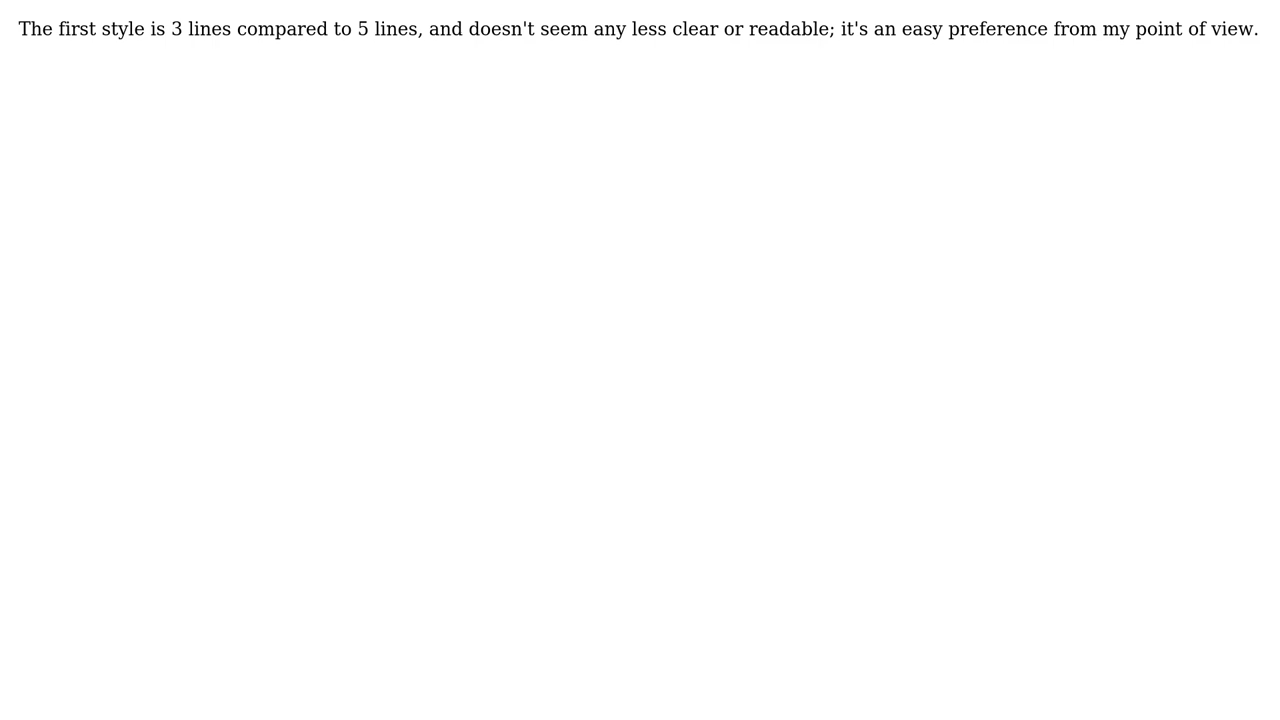 The first style is 3 lines compared to 5 lines, and doesn't seem any less clear or readable; it's an easy preference from my point of view.